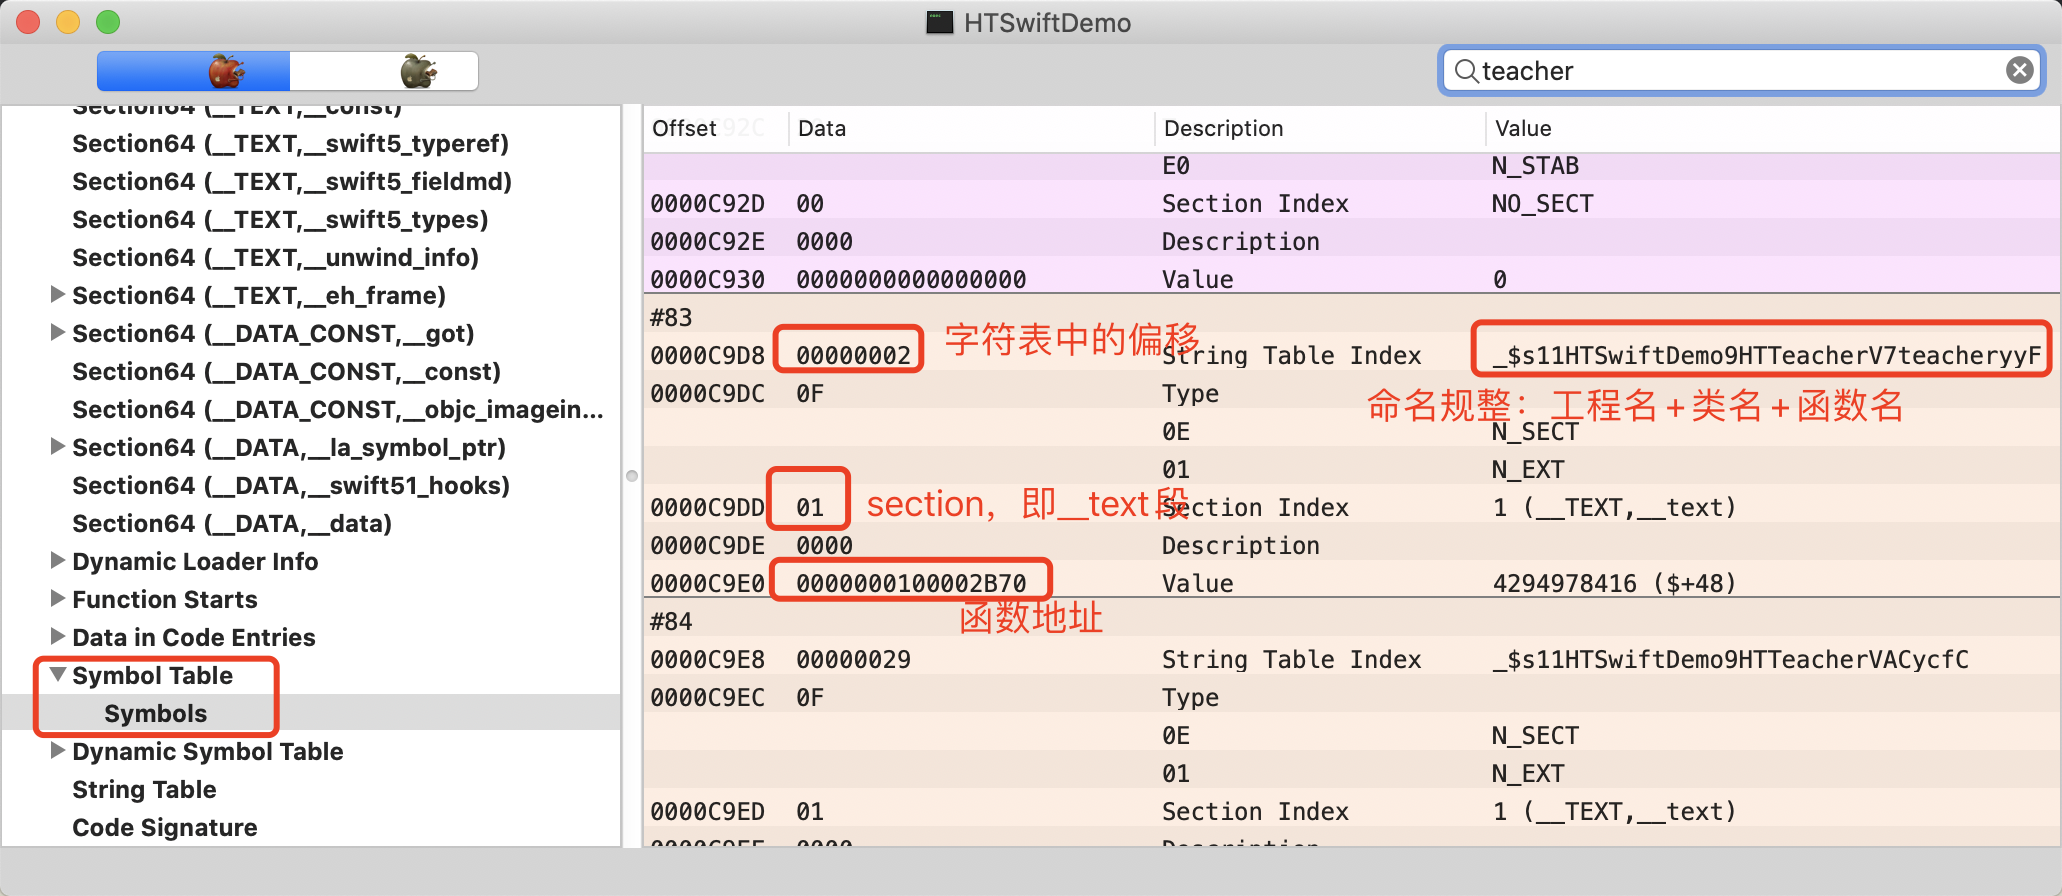 HTSwiftDemo
teacher
Section64 (__TEXT,__const)
Section64 (__TEXT,__swift5_typeref)
Section64 (__TEXT,__swift5_fieldmd)
Section64 (__TEXT,__swift5_types)
Section64 (__TEXT,__unwind_info)
Section64 (__TEXT,__eh_frame)
Section64 (__DATA_CONST,__got)
Section64 (__DATA_CONST,__const)
Section64 (__DATA_CONST,__objc_imagein...
Section64 (__DATA,__la_symbol_ptr)
Section64 (__DATA,__swift51_hooks)
Section64 (__DATA,__data)
Dynamic Loader Info
Function Starts
Data in Code Entries
Symbol Table
Symbols
Dynamic Symbol Table
String Table
Code Signature
Offset Data Description Value
E0 N_STAB
0000C92D 00 Section Index NO_SECT
0000C92E 0000 Description
0000C930 0000000000000000 Value 0
#83
字符表中的偏移
0000C9D8 00000002 String Table Index _$s11HTSwiftDemo9HTTeacherV7teacheryyF
0000C9DC 0F Type
命名规整：工程名+类名+函数名
0E N_SECT
01 N_EXT
0000C9DD 01 Section Index 1 (__TEXT,__text)
section，即__text段
0000C9DE 0000 Description
0000C9E0 0000000100002B70 Value 4294978416 ($+48)
函数地址
#84
0000C9E8 00000029 String Table Index _$s11HTSwiftDemo9HTTeacherVACycfC
0000C9EC 0F Type
0E N_SECT
01 N_EXT
0000C9ED 01 Section Index 1 (__TEXT,__text)